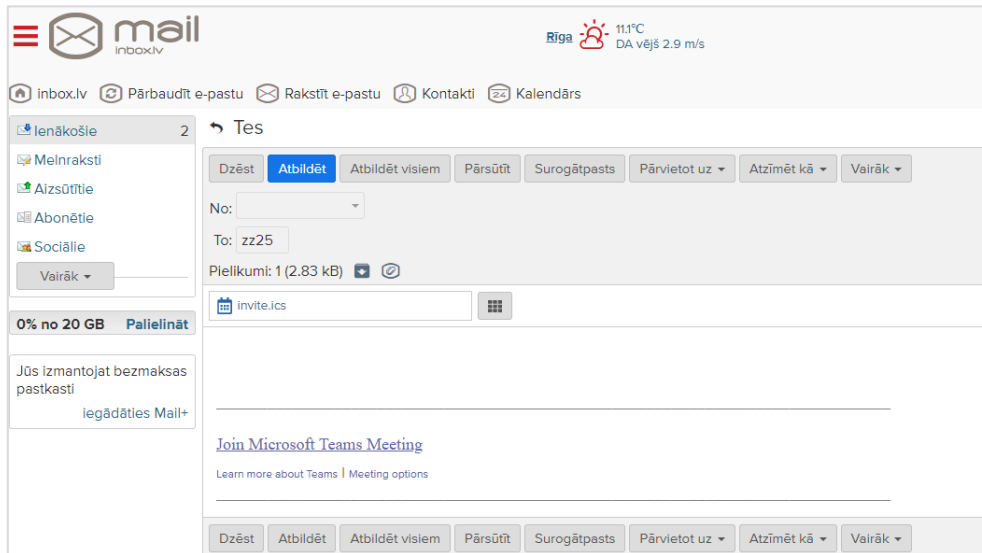 mail
inbox.lv
Rīga 11.1°C
DA vējš 2.9 m/s
inbox.lv Pārbaudīt e-pastu Rakstīt e-pastu Kontakti 24 Kalendārs
Ienākošie 2
Melnraksti
Aizsūtītie
Abonētie
Sociālie
Vairāk
0% no 20 GB Palielināt
Jūs izmantojat bezmaksas
pastkasti
iegādāties Mail+
Tes
Dzēst Atbildēt Atbildēt visiem Pārsūtīt Surogātpasts Pārvietot uz Atzīmēt kā Vairāk
No:
To: zz25
Pielikumi: 1 (2.83 kB)
invite.ics
Join Microsoft Teams Meeting
Learn more about Teams | Meeting options
Dzēst Atbildēt Atbildēt visiem Pārsūtīt Surogātpasts Pārvietot uz Atzīmēt kā Vairāk